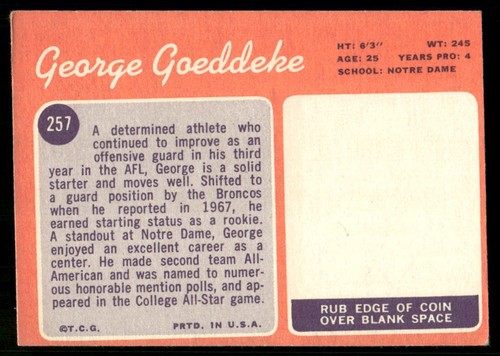 George Goeddeke
HT: 6'3" WT: 245
AGE: 25 YEARS PRO: 4
SCHOOL: NOTRE DAME
257
A determined athlete who
continued to improve as an
offensive guard in his third
year in the AFL, George is a solid
starter and moves well. Shifted to
a guard position by the Broncos
when he reported in 1967, he
earned starting status as a rookie.
A standout at Notre Dame, George
enjoyed an excellent career as a
center. He made second team All-
American and was named to numer-
ous honorable mention polls, and ap-
peared in the College All-Star game.
©T.C.G. PRTD. IN U.S.A.
RUB EDGE OF COIN
OVER BLANK SPACE